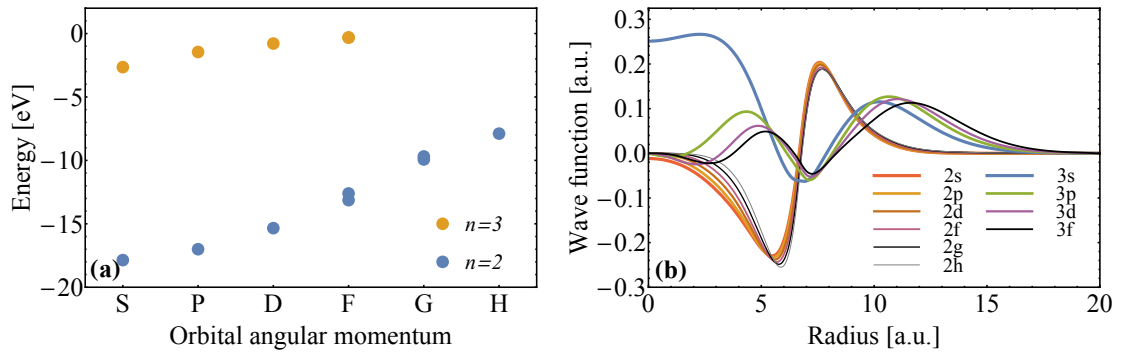 0
−5
−10
−15
−20
Energy [eV]
(a)
n=3
n=2
S P D F G H
Orbital angular momentum
0.3
0.2
0.1
0.0
−0.1
−0.2
−0.3
Wave function [a.u.]
2s 3s
2p 3p
2d 3d
2f 3f
2g
2h
(b)
0 5 10 15 20
Radius [a.u.]